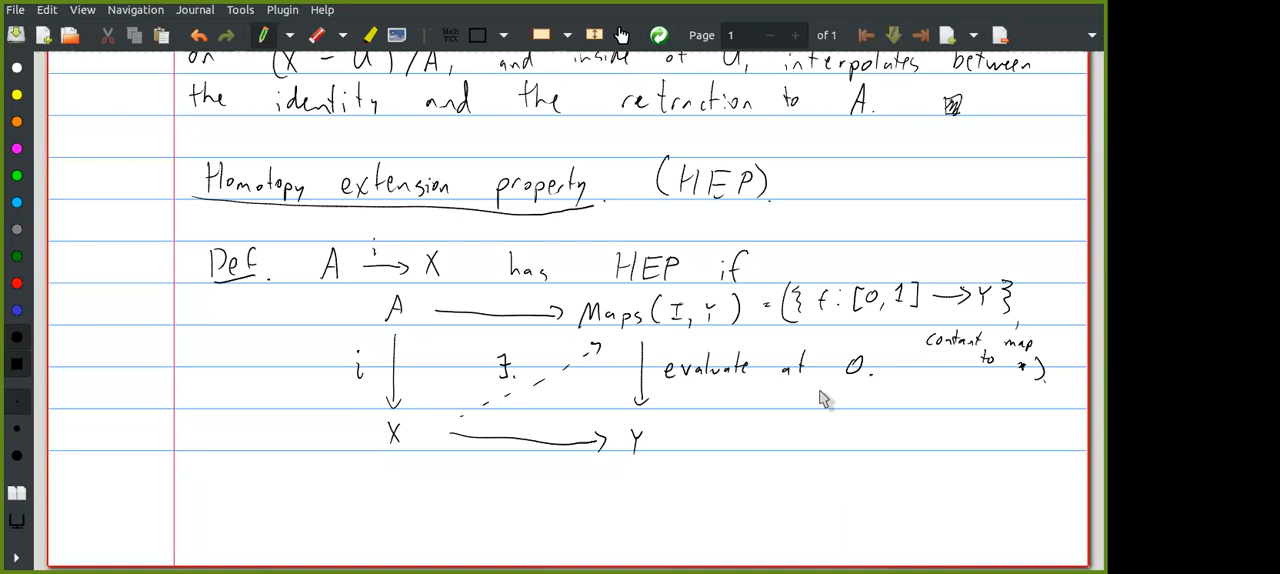 File Edit View Navigation Journal Tools Plugin Help
Page 1 of 1
on (X - U)/A, and inside of U, interpolates between
the identity and the retraction to A.
Homotopy extension property. (HEP).
Def. A i→ X has HEP if
A → Maps(I, Y) = ({f : [0, 1] → Y},
contant map
to *).
i ∃. evaluate at 0.
X → Y